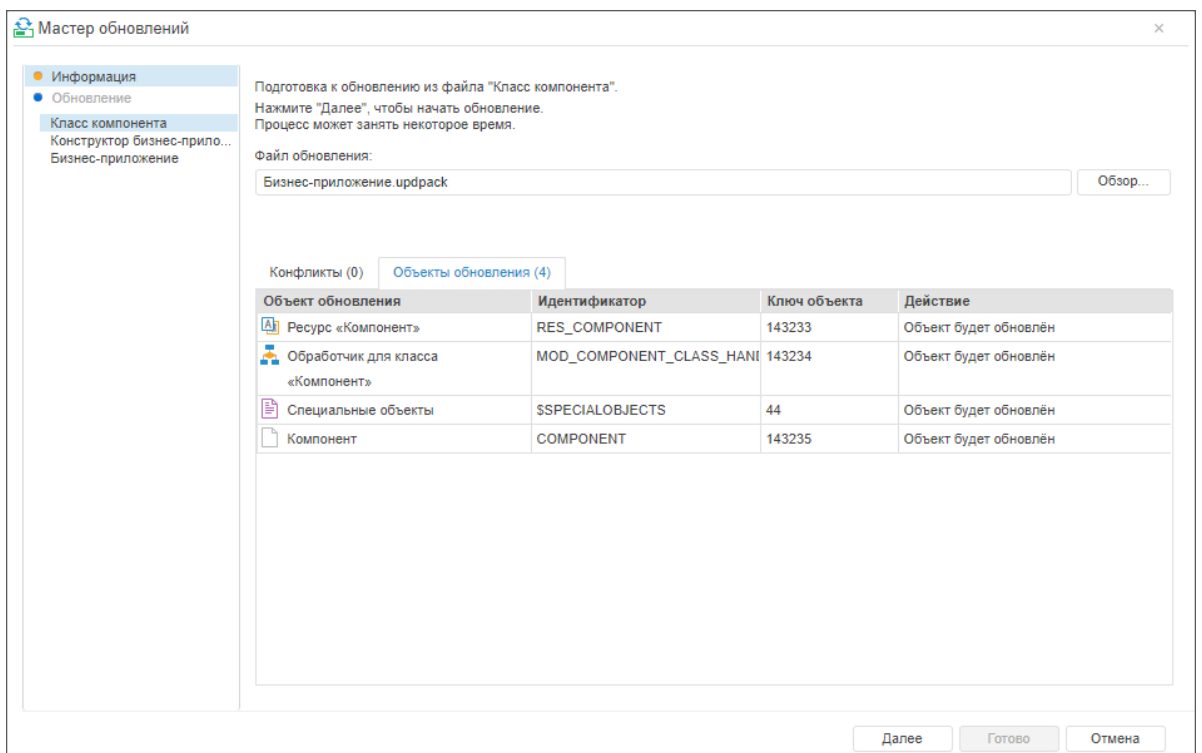 Мастер обновлений
Информация
Обновление
Класс компонента
Конструктор бизнес-прило...
Бизнес-приложение
Подготовка к обновлению из файла "Класс компонента".
Нажмите "Далее", чтобы начать обновление.
Процесс может занять некоторое время.
Файл обновления:
Бизнес-приложение.updpack
Обзор...
Конфликты (0) Объекты обновления (4)
Объект обновления Идентификатор Ключ объекта Действие
Ресурс «Компонент» RES_COMPONENT 143233 Объект будет обновлён
Обработчик для класса MOD_COMPONENT_CLASS_HAND 143234 Объект будет обновлён
«Компонент»
Специальные объекты $SPECIALOBJECTS 44 Объект будет обновлён
Компонент COMPONENT 143235 Объект будет обновлён
Далее Готово Отмена